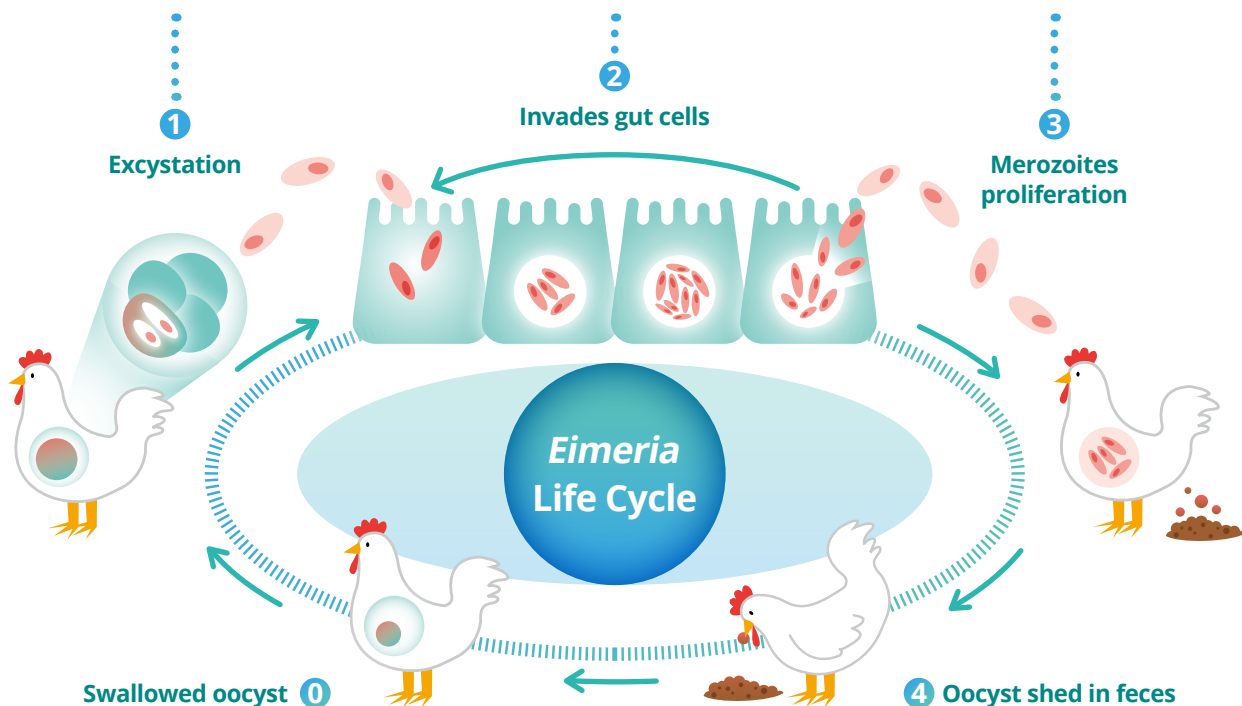 1
Excystation
2
Invades gut cells
3
Merozoites
proliferation
Eimeria
Life Cycle
Swallowed oocyst 0
4 Oocyst shed in feces